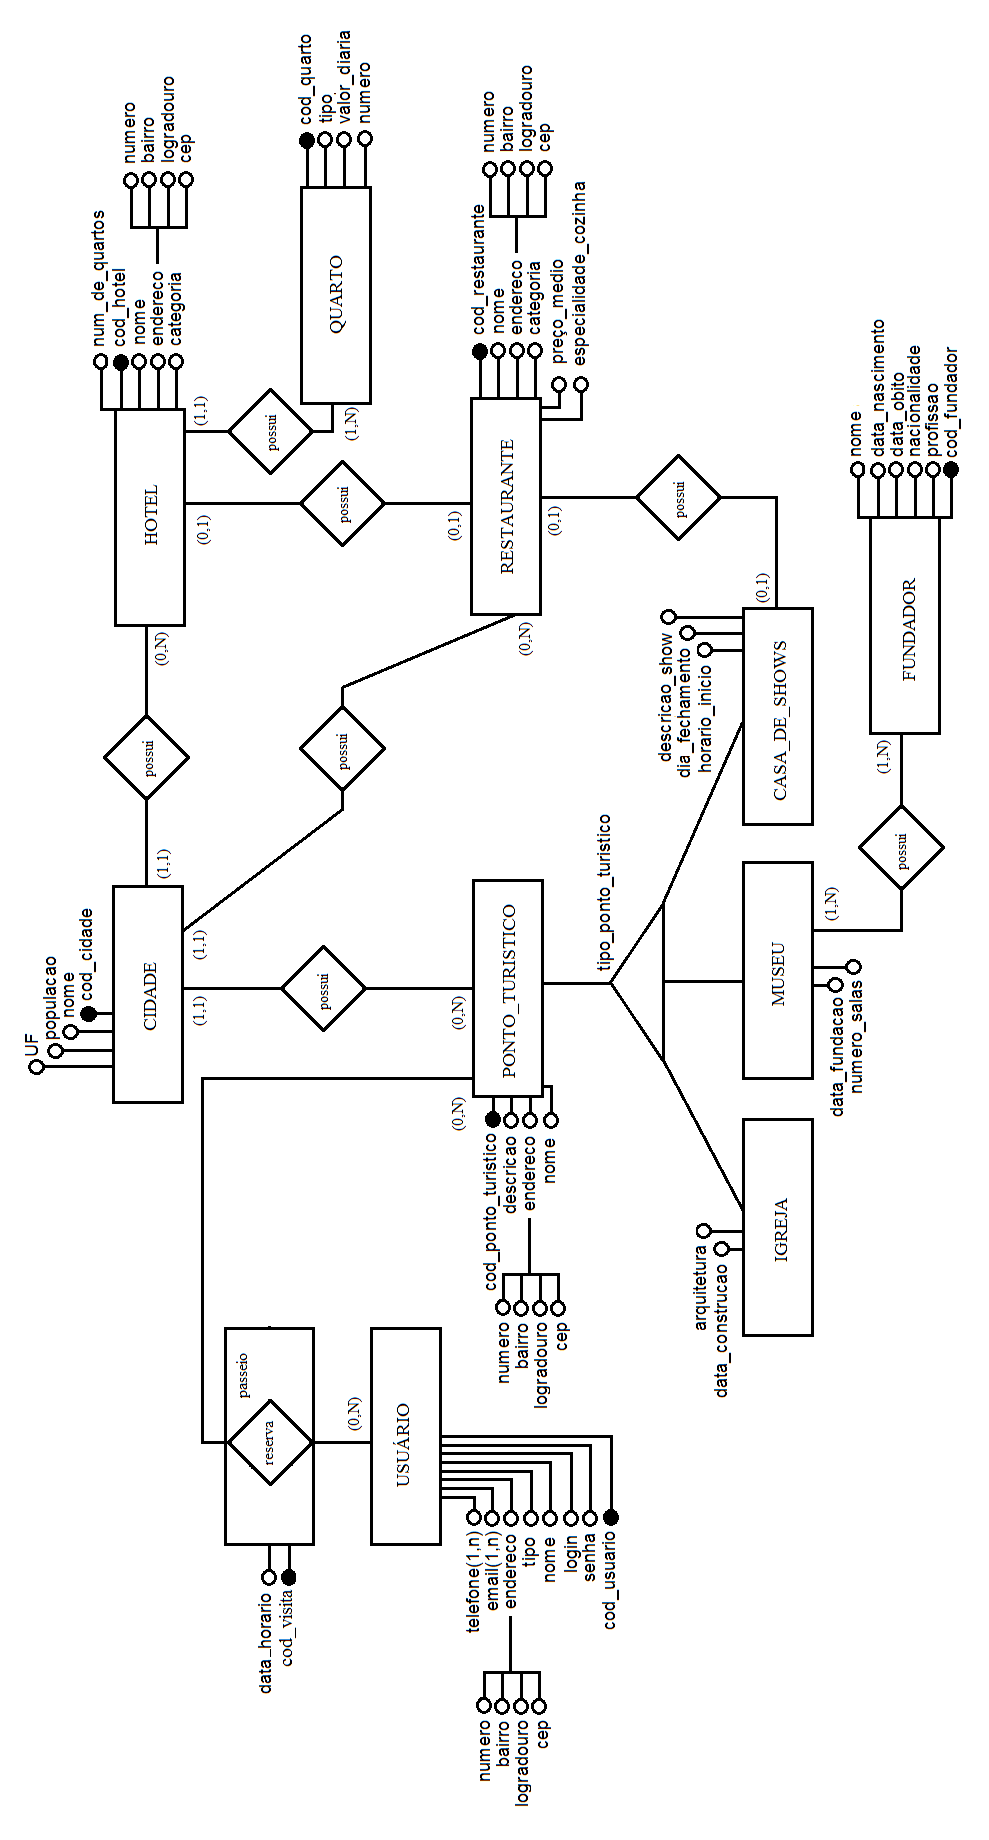 data_horario
cod_visita
passeio
reserva
(0,N)
USUÁRIO
telefone(1,n)
email(1,n)
endereco
tipo
nome
login
senha
cod_usuario
numero
bairro
logradouro
cep
UF
populacao
nome
cod_cidade
CIDADE
(1,1)
(1,1)
(1,1)
possui
(0,N)
HOTEL
num_de_quartos
cod_hotel
nome
endereco
categoria
numero
bairro
logradouro
cep
(1,1)
possui
(1,N)
QUARTO
cod_quarto
tipo
valor_diaria
numero
(0,1)
possui
(0,1)
possui
(0,N)
RESTAURANTE
cod_restaurante
nome
endereco
categoria
preço_medio
especialidade_cozinha
numero
bairro
logradouro
cep
(0,1)
possui
(0,1)
possui
(0,N)
(0,N)
PONTO_TURISTICO
cod_ponto_turistico
descricao
endereco
nome
numero
bairro
logradouro
cep
tipo_ponto_turistico
arquitetura
data_construcao
IGREJA
MUSEU
data_fundacao
numero_salas
(1,N)
possui
(1,N)
descricao_show
dia_fechamento
horario_inicio
CASA_DE_SHOWS
FUNDADOR
nome
data_nascimento
data_obito
nacionalidade
profissao
cod_fundador